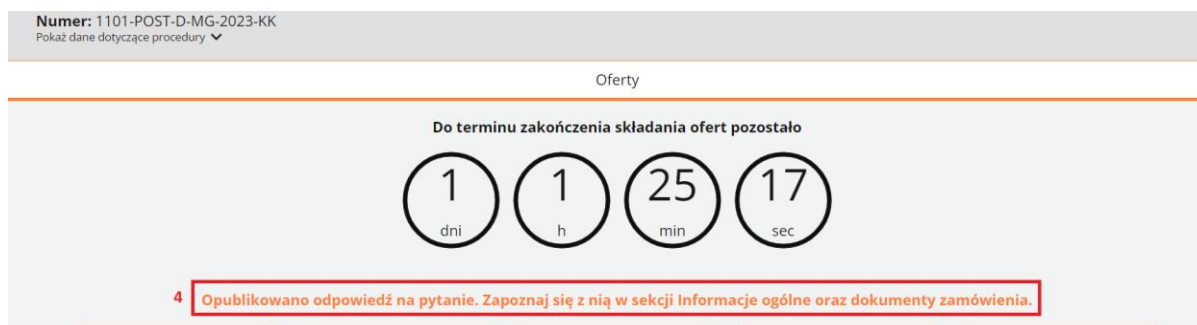 Numer: 1101-POST-D-MG-2023-KK
Pokaż dane dotyczące procedury
Oferty
Do terminu zakończenia składania ofert pozostało
1 1 25 17
dni h min sec
4 Opublikowano odpowiedź na pytanie. Zapoznaj się z nią w sekcji Informacje ogólne oraz dokumenty zamówienia.